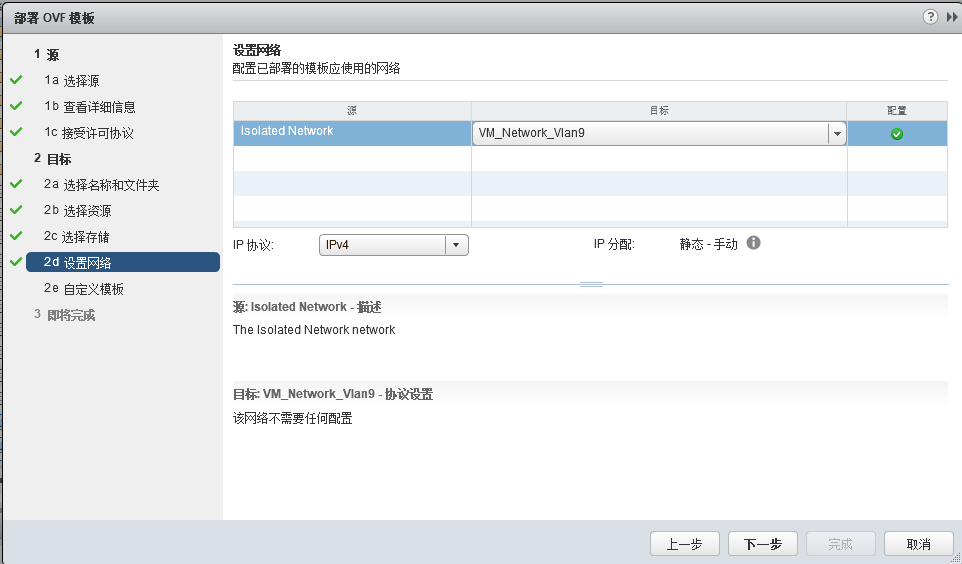 部署 OVF 模板
1 源
1a 选择源
1b 查看详细信息
1c 接受许可协议
2 目标
2a 选择名称和文件夹
2b 选择资源
2c 选择存储
2d 设置网络
2e 自定义模板
3 即将完成
设置网络
配置已部署的模板应使用的网络
源 目标 配置
Isolated Network VM_Network_Vlan9
IP 协议: IPv4 IP 分配: 静态 - 手动
源: Isolated Network - 描述
The Isolated Network network
目标: VM_Network_Vlan9 - 协议设置
该网络不需要任何配置
上一步 下一步 完成 取消